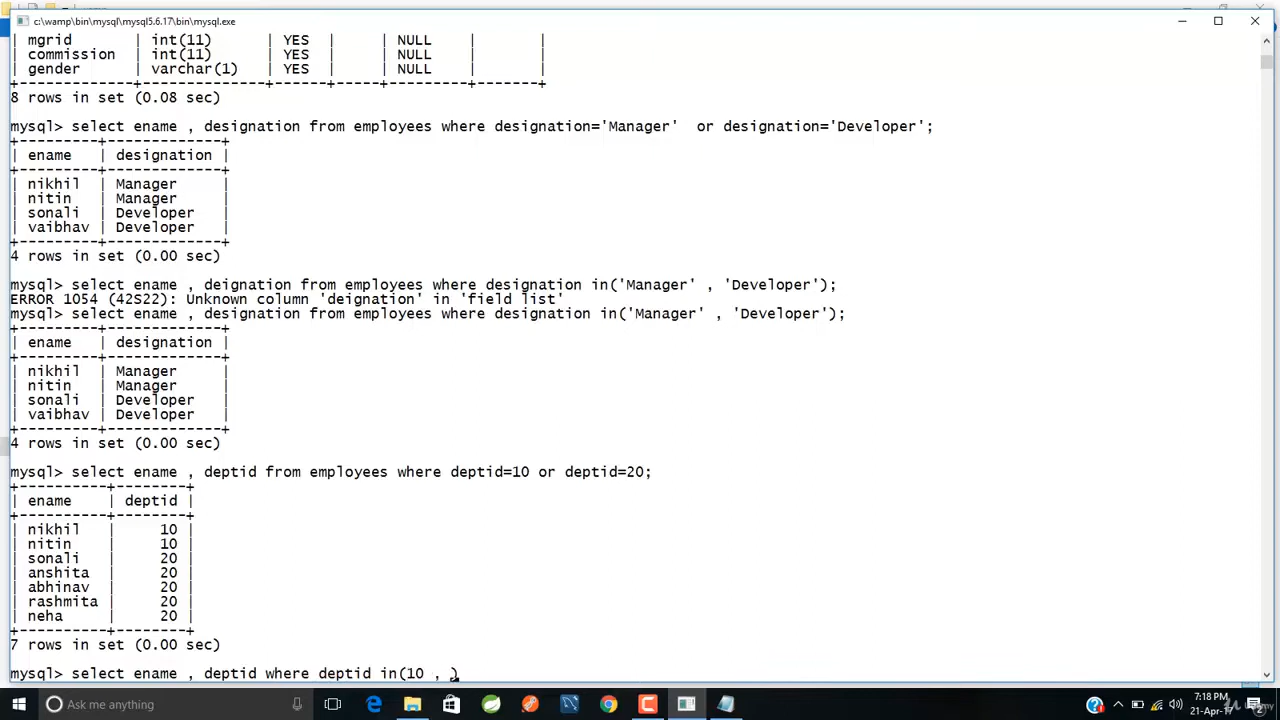 c:\wamp\bin\mysql\mysql5.6.17\bin\mysql.exe
| mgrid       | int(11)    | YES  |     | NULL    |       |
| commission  | int(11)    | YES  |     | NULL    |       |
| gender      | varchar(1) | YES  |     | NULL    |       |
+-------------+------------+------+-----+---------+-------+
8 rows in set (0.08 sec)
mysql> select ename , designation from employees where designation='Manager'  or designation='Developer';
+---------+-------------+
| ename   | designation |
+---------+-------------+
| nikhil  | Manager     |
| nitin   | Manager     |
| sonali  | Developer   |
| vaibhav | Developer   |
+---------+-------------+
4 rows in set (0.00 sec)
mysql> select ename , deignation from employees where designation in('Manager' , 'Developer');
ERROR 1054 (42S22): Unknown column 'deignation' in 'field list'
mysql> select ename , designation from employees where designation in('Manager' , 'Developer');
+---------+-------------+
| ename   | designation |
+---------+-------------+
| nikhil  | Manager     |
| nitin   | Manager     |
| sonali  | Developer   |
| vaibhav | Developer   |
+---------+-------------+
4 rows in set (0.00 sec)
mysql> select ename , deptid from employees where deptid=10 or deptid=20;
+----------+--------+
| ename    | deptid |
+----------+--------+
| nikhil   |     10 |
| nitin    |     10 |
| sonali   |     20 |
| anshita  |     20 |
| abhinav  |     20 |
| rashmita |     20 |
| neha     |     20 |
+----------+--------+
7 rows in set (0.00 sec)
mysql> select ename , deptid where deptid in(10 , )
Ask me anything
7:18 PM
21-Apr-17